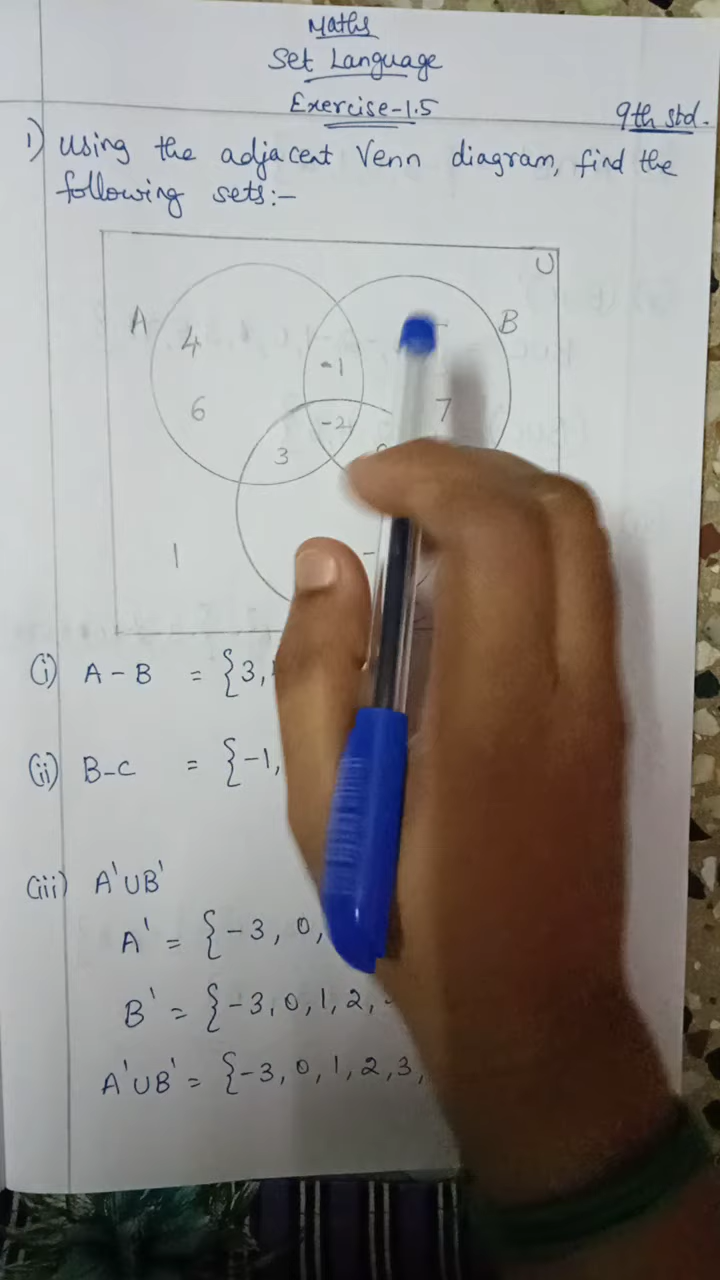 Maths
Set Language
Exercise-1.5
9th std.
1) using the adjacent Venn diagram, find the
following sets:-
U
A
B
4
-1
6
7
-2
3
1
(i) A-B = {3,
(ii) B-C = {-1,
(iii) A'∪B'
A' = {-3, 0,
B' = {-3, 0, 1, 2,
A'∪B' = {-3, 0, 1, 2, 3,